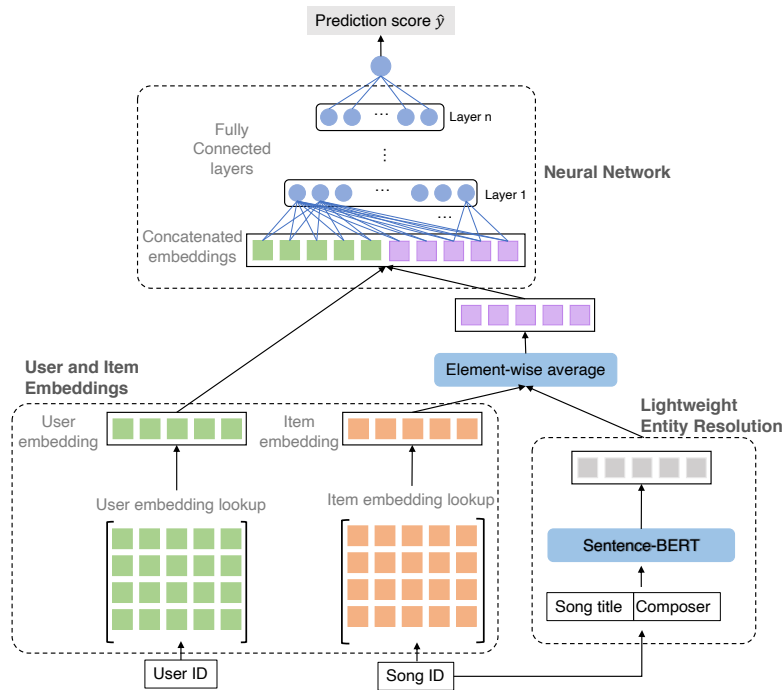 Prediction score ŷ
Layer n
...
Fully
Connected
layers
...
Layer 1
...
Neural Network
...
Concatenated
embeddings
User and Item
Embeddings
Element-wise average
Lightweight
Entity Resolution
User
embedding
Item
embedding
User embedding lookup
Item embedding lookup
Sentence-BERT
Song title Composer
User ID
Song ID